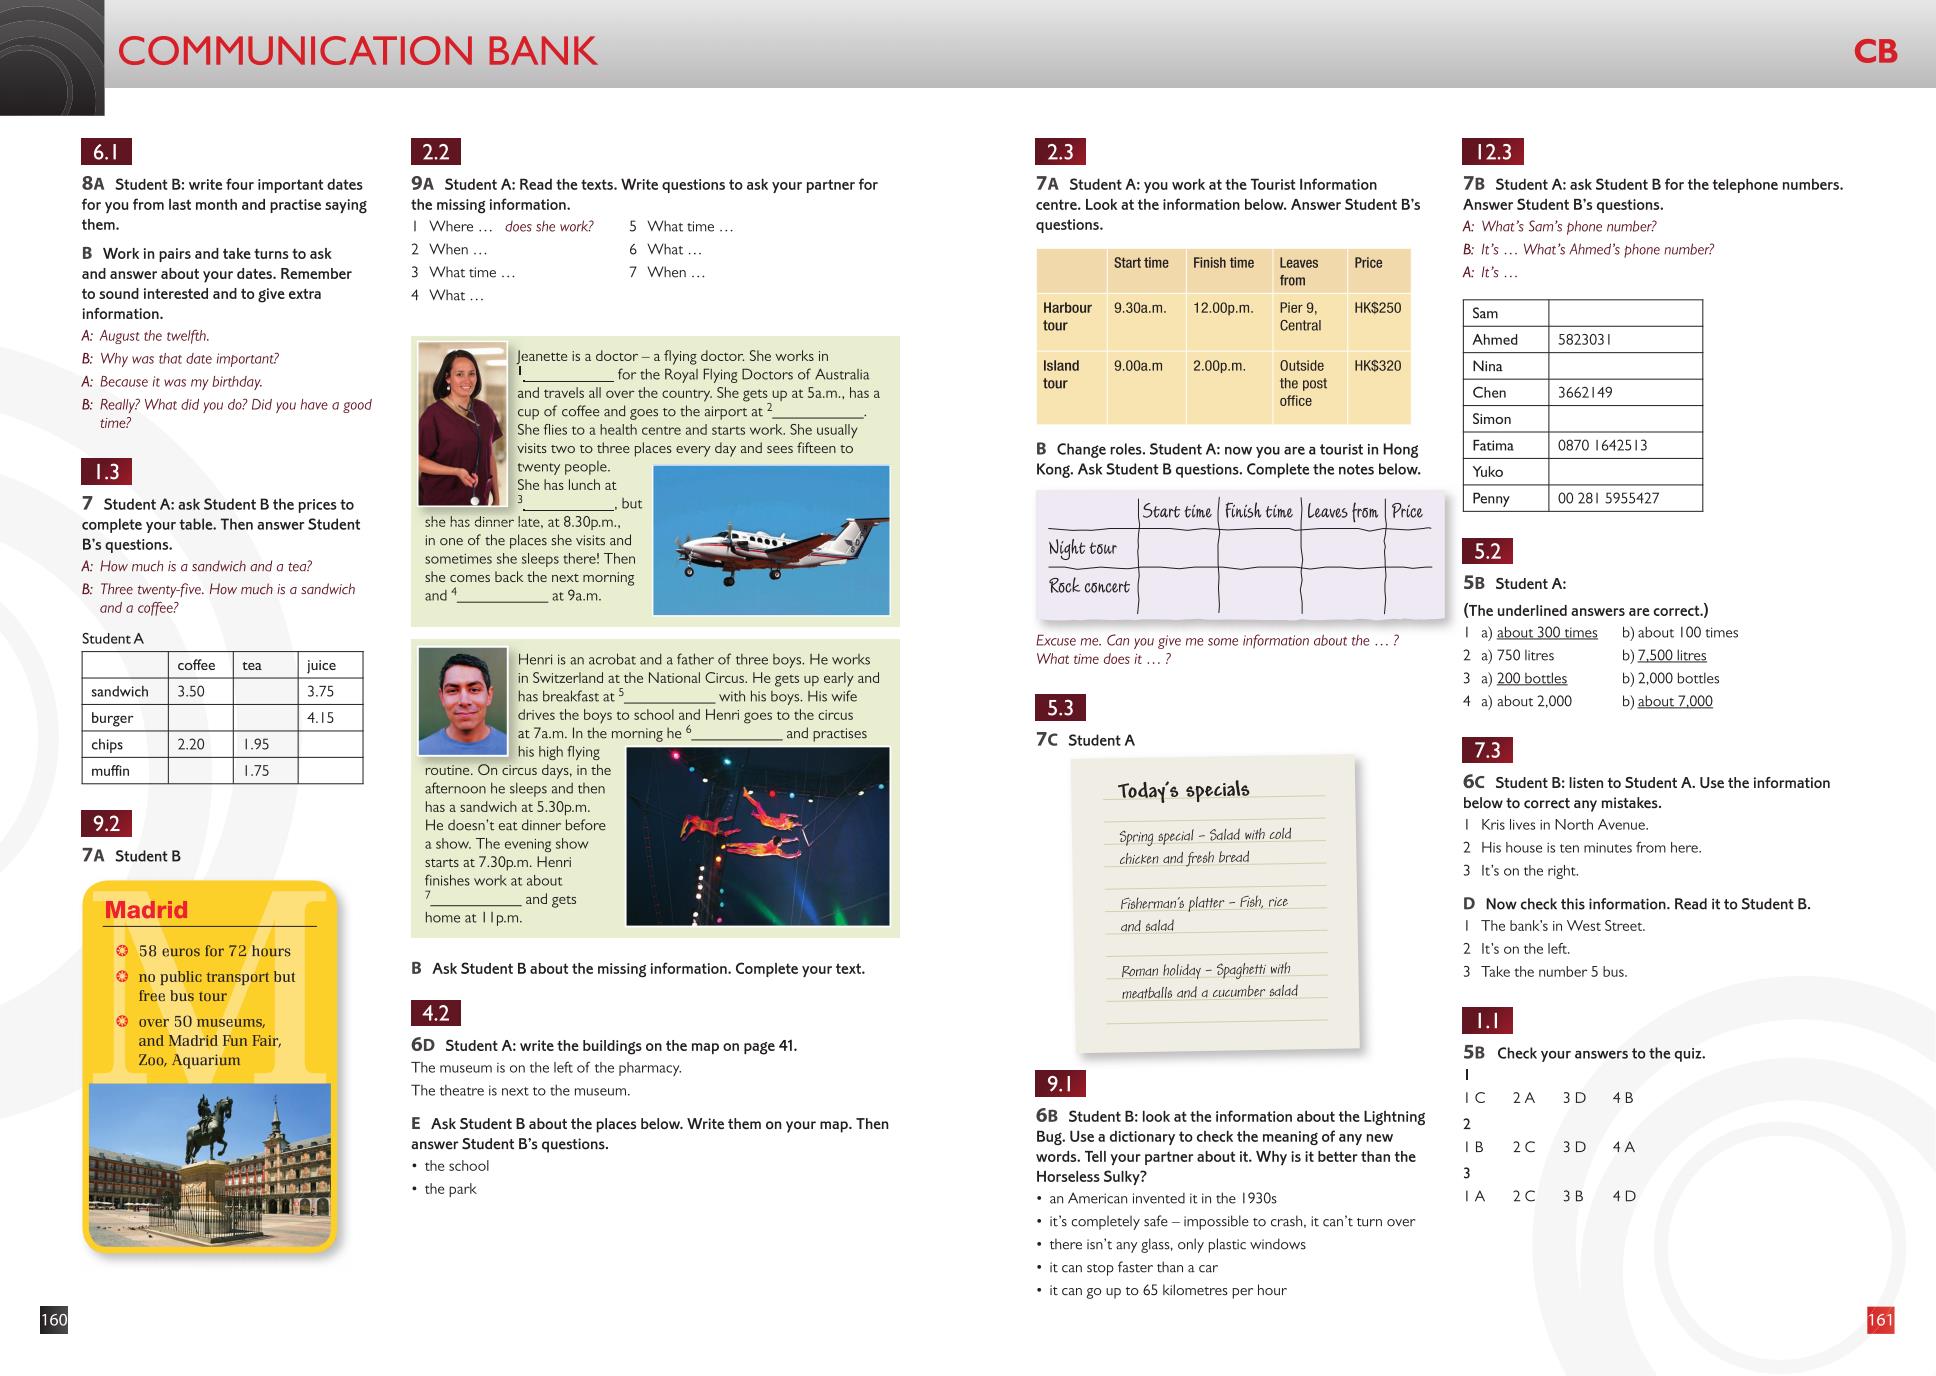 COMMUNICATION BANK
CB
6.1
8A Student B: write four important dates
for you from last month and practise saying
them.
B Work in pairs and take turns to ask
and answer about your dates. Remember
to sound interested and to give extra
information.
A: August the twelfth.
B: Why was that date important?
A: Because it was my birthday.
B: Really? What did you do? Did you have a good
time?
1.3
7 Student A: ask Student B the prices to
complete your table. Then answer Student
B's questions.
A: How much is a sandwich and a tea?
B: Three twenty-five. How much is a sandwich
and a coffee?
Student A
coffee tea juice
sandwich 3.50 3.75
burger 4.15
chips 2.20 1.95
muffin 1.75
9.2
7A Student B
M
Madrid
58 euros for 72 hours
no public transport but
free bus tour
over 50 museums,
and Madrid Fun Fair,
Zoo, Aquarium
160
2.2
9A Student A: Read the texts. Write questions to ask your partner for
the missing information.
1 Where … does she work?
2 When …
3 What time …
4 What …
5 What time …
6 What …
7 When …
Jeanette is a doctor – a flying doctor. She works in
1____________ for the Royal Flying Doctors of Australia
and travels all over the country. She gets up at 5a.m., has a
cup of coffee and goes to the airport at 2____________.
She flies to a health centre and starts work. She usually
visits two to three places every day and sees fifteen to
twenty people.
She has lunch at
3____________, but
she has dinner late, at 8.30p.m.,
in one of the places she visits and
sometimes she sleeps there! Then
she comes back the next morning
and 4____________ at 9a.m.
Henri is an acrobat and a father of three boys. He works
in Switzerland at the National Circus. He gets up early and
has breakfast at 5____________ with his boys. His wife
drives the boys to school and Henri goes to the circus
at 7a.m. In the morning he 6____________ and practises
his high flying
routine. On circus days, in the
afternoon he sleeps and then
has a sandwich at 5.30p.m.
He doesn't eat dinner before
a show. The evening show
starts at 7.30p.m. Henri
finishes work at about
7____________ and gets
home at 11p.m.
B Ask Student B about the missing information. Complete your text.
4.2
6D Student A: write the buildings on the map on page 41.
The museum is on the left of the pharmacy.
The theatre is next to the museum.
E Ask Student B about the places below. Write them on your map. Then
answer Student B's questions.
• the school
• the park
2.3
7A Student A: you work at the Tourist Information
centre. Look at the information below. Answer Student B's
questions.
Start time Finish time Leaves from Price
Harbour tour 9.30a.m. 12.00p.m. Pier 9, Central HK$250
Island tour 9.00a.m 2.00p.m. Outside the post office HK$320
B Change roles. Student A: now you are a tourist in Hong
Kong. Ask Student B questions. Complete the notes below.
Start time Finish time Leaves from Price
Night tour
Rock concert
Excuse me. Can you give me some information about the … ?
What time does it … ?
5.3
7C Student A
Today's specials
Spring special – Salad with cold
chicken and fresh bread
Fisherman's platter – Fish, rice
and salad
Roman holiday – Spaghetti with
meatballs and a cucumber salad
9.1
6B Student B: look at the information about the Lightning
Bug. Use a dictionary to check the meaning of any new
words. Tell your partner about it. Why is it better than the
Horseless Sulky?
• an American invented it in the 1930s
• it's completely safe – impossible to crash, it can't turn over
• there isn't any glass, only plastic windows
• it can stop faster than a car
• it can go up to 65 kilometres per hour
12.3
7B Student A: ask Student B for the telephone numbers.
Answer Student B's questions.
A: What's Sam's phone number?
B: It's … What's Ahmed's phone number?
A: It's …
Sam
Ahmed 5823031
Nina
Chen 3662149
Simon
Fatima 0870 1642513
Yuko
Penny 00 281 5955427
5.2
5B Student A:
(The underlined answers are correct.)
1 a) about 300 times b) about 100 times
2 a) 750 litres b) 7,500 litres
3 a) 200 bottles b) 2,000 bottles
4 a) about 2,000 b) about 7,000
7.3
6C Student B: listen to Student A. Use the information
below to correct any mistakes.
1 Kris lives in North Avenue.
2 His house is ten minutes from here.
3 It's on the right.
D Now check this information. Read it to Student B.
1 The bank's in West Street.
2 It's on the left.
3 Take the number 5 bus.
1.1
5B Check your answers to the quiz.
1
1 C 2 A 3 D 4 B
2
1 B 2 C 3 D 4 A
3
1 A 2 C 3 B 4 D
161